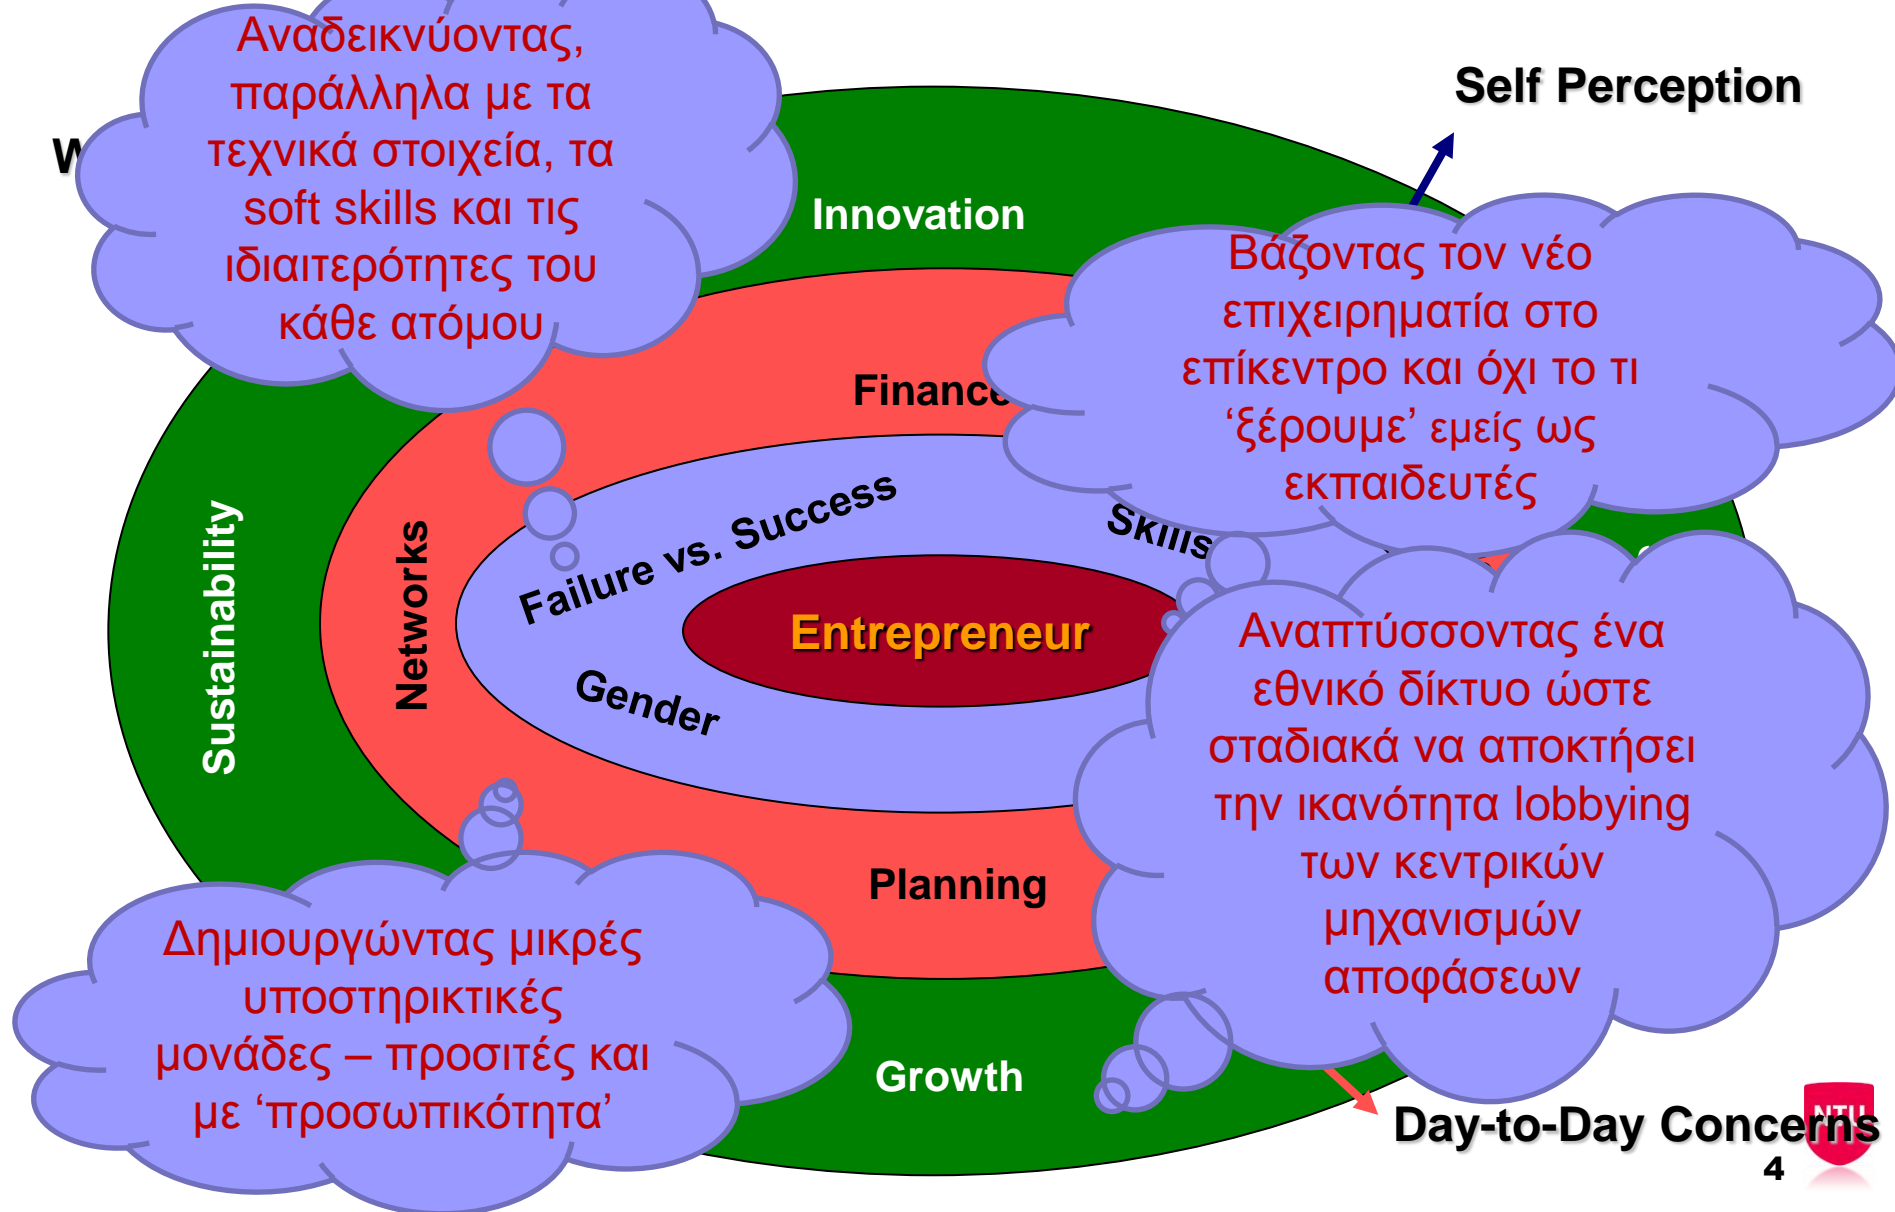 Αναδεικνύοντας,
παράλληλα με τα
τεχνικά στοιχεία, τα
soft skills και τις
ιδιαιτερότητες του
κάθε ατόμου
Self Perception
Innovation
Βάζοντας τον νέο
επιχειρηματία στο
επίκεντρο και όχι το τι
‘ξέρουμε’ εμείς ως
εκπαιδευτές
Finance
Failure vs. Success
Skills
Sustainability
Networks
Entrepreneur
Gender
Αναπτύσσοντας ένα
εθνικό δίκτυο ώστε
σταδιακά να αποκτήσει
την ικανότητα lobbying
των κεντρικών
μηχανισμών
αποφάσεων
Planning
Δημιουργώντας μικρές
υποστηρικτικές
μονάδες – προσιτές και
με ‘προσωπικότητα’
Growth
Day-to-Day Concerns
NTU
4